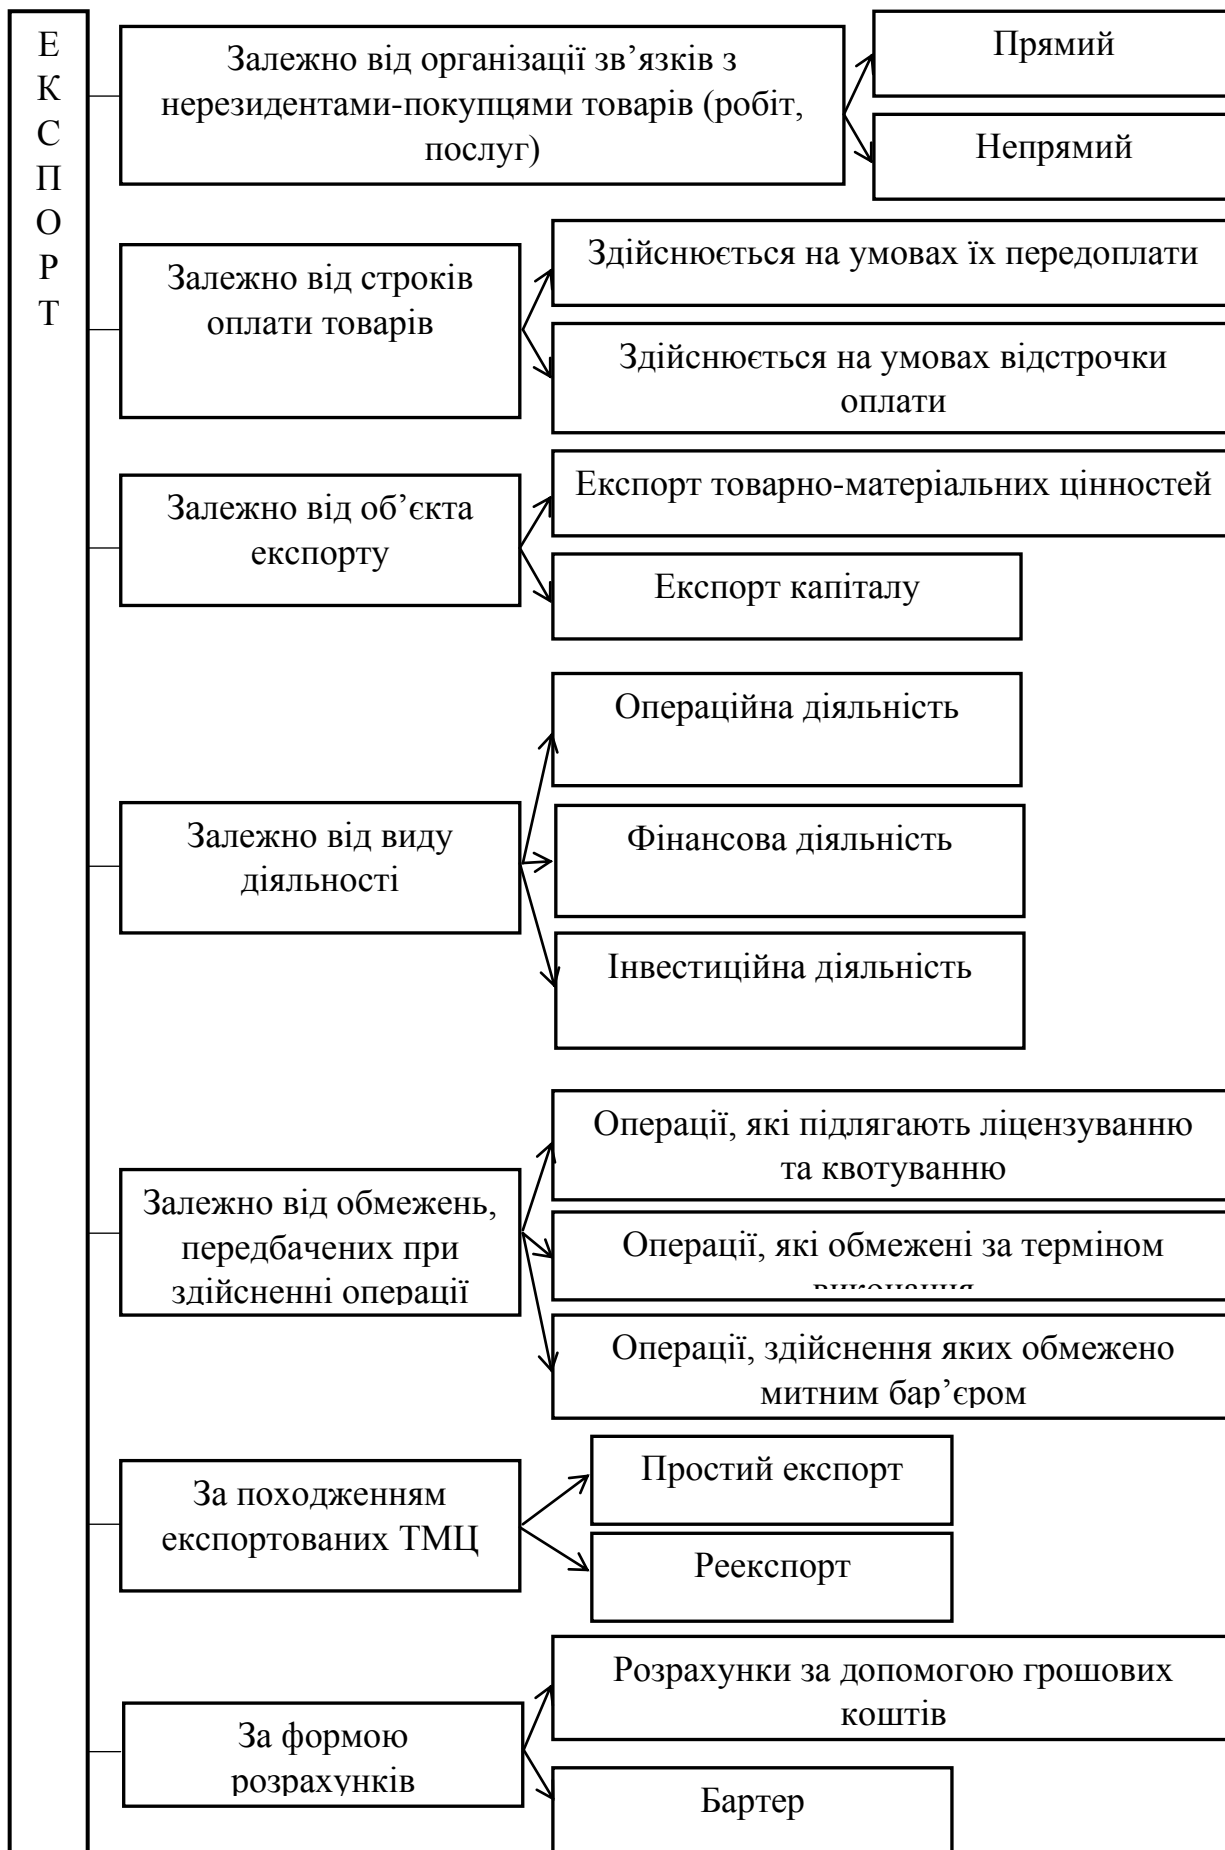 Е
К
С
П
О
Р
Т
Залежно від організації зв’язків з
нерезидентами-покупцями товарів (робіт,
послуг)
Прямий
Непрямий
Залежно від строків
оплати товарів
Здійснюється на умовах їх передоплати
Здійснюється на умовах відстрочки
оплати
Залежно від об’єкта
експорту
Експорт товарно-матеріальних цінностей
Експорт капіталу
Залежно від виду
діяльності
Операційна діяльність
Фінансова діяльність
Інвестиційна діяльність
Залежно від обмежень,
передбачених при
здійсненні операції
Операції, які підлягають ліцензуванню
та квотуванню
Операції, які обмежені за терміном
виконання
Операції, здійснення яких обмежено
митним бар’єром
За походженням
експортованих ТМЦ
Простий експорт
Реекспорт
За формою
розрахунків
Розрахунки за допомогою грошових
коштів
Бартер